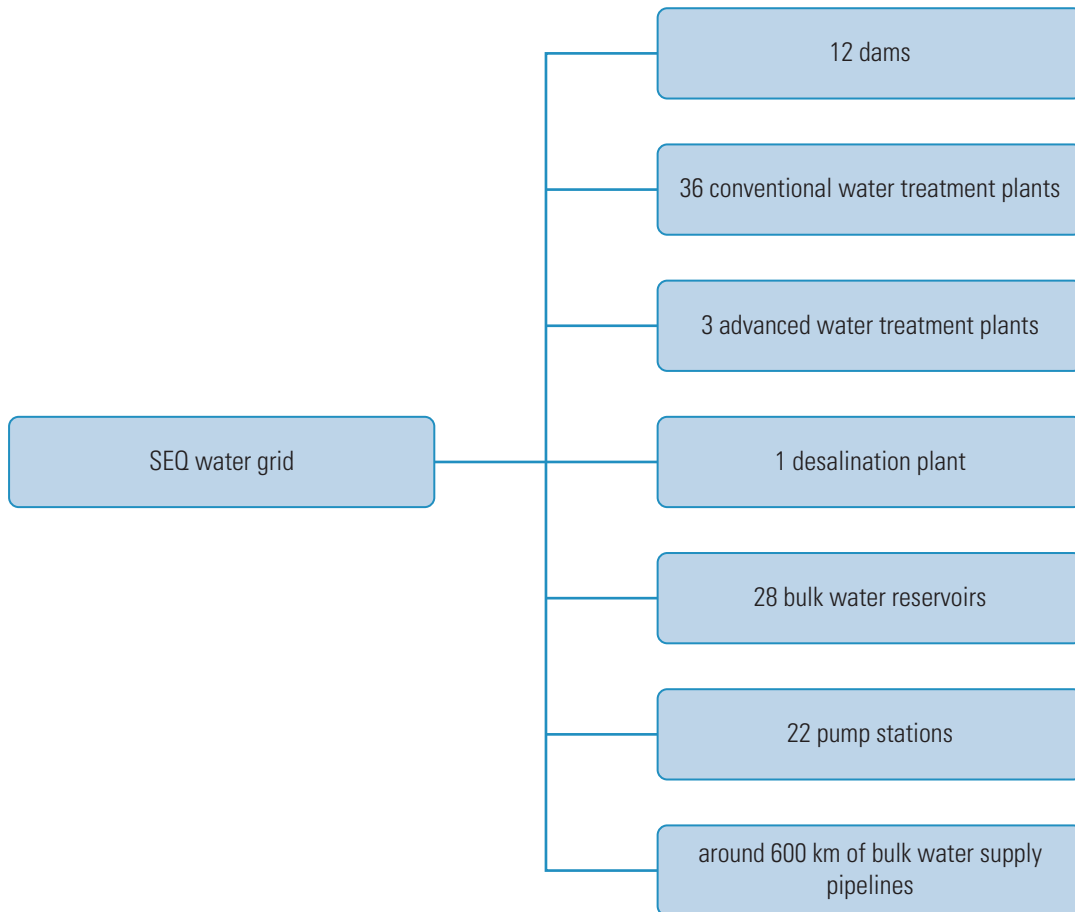 SEQ water grid
12 dams
36 conventional water treatment plants
3 advanced water treatment plants
1 desalination plant
28 bulk water reservoirs
22 pump stations
around 600 km of bulk water supply
pipelines